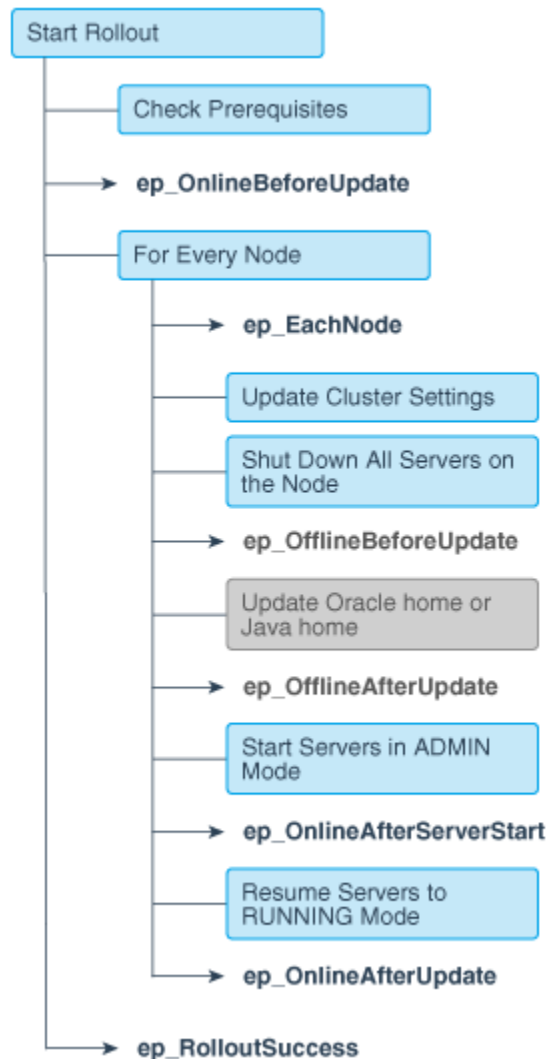 Start Rollout
Check Prerequisites
ep_OnlineBeforeUpdate
For Every Node
ep_EachNode
Update Cluster Settings
Shut Down All Servers on
the Node
ep_OfflineBeforeUpdate
Update Oracle home or
Java home
ep_OfflineAfterUpdate
Start Servers in ADMIN
Mode
ep_OnlineAfterServerStart
Resume Servers to
RUNNING Mode
ep_OnlineAfterUpdate
ep_RolloutSuccess